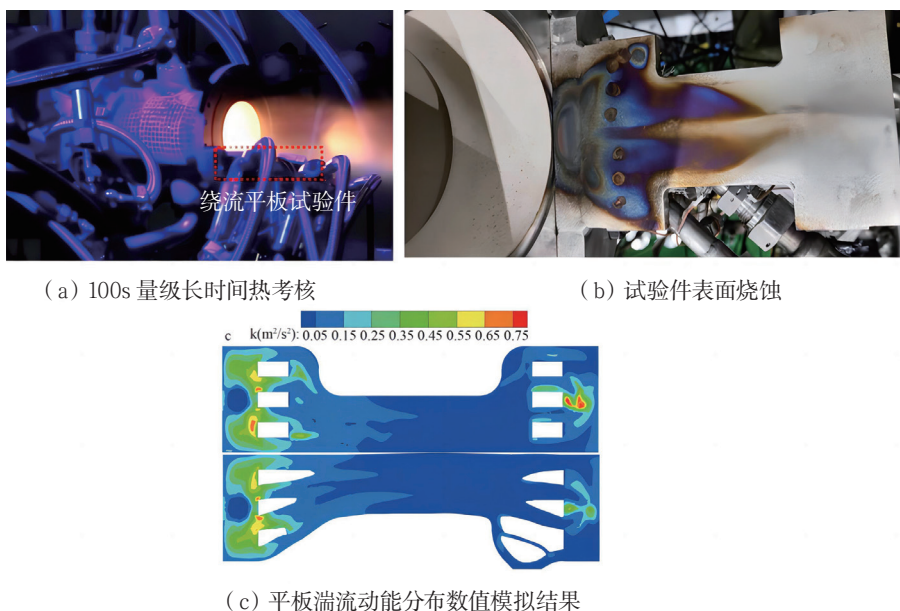 绕流平板试验件
（a）100s 量级长时间热考核
（b）试验件表面烧蚀
c k(m²/s²): 0.05 0.15 0.25 0.35 0.45 0.55 0.65 0.75
（c）平板湍流动能分布数值模拟结果